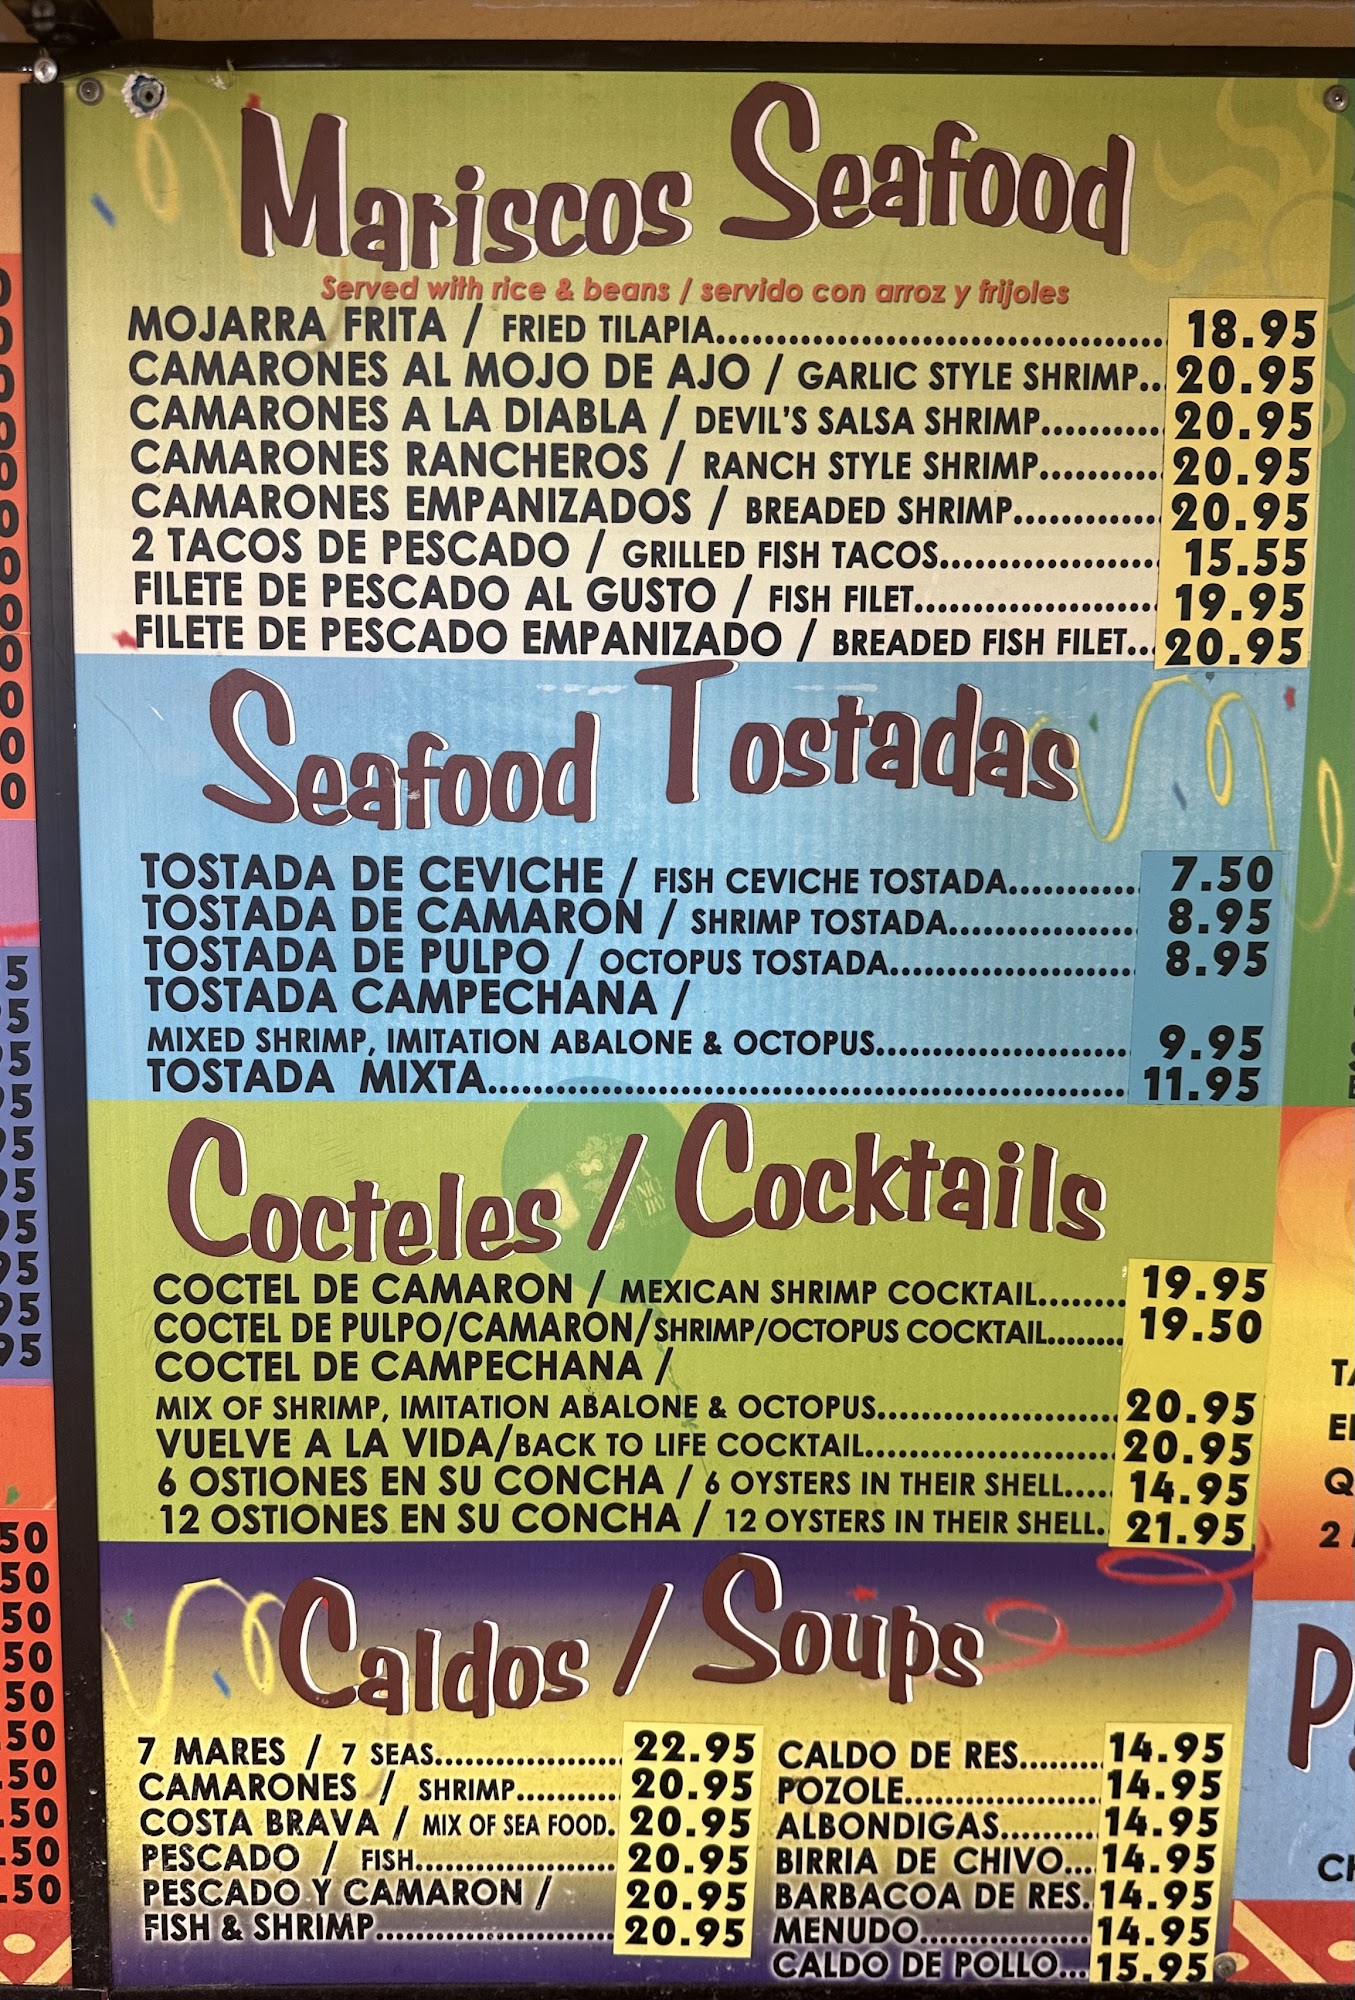 Mariscos Seafood
Served with rice & beans / servido con arroz y frijoles
MOJARRA FRITA / FRIED TILAPIA 18.95
CAMARONES AL MOJO DE AJO / GARLIC STYLE SHRIMP 20.95
CAMARONES A LA DIABLA / DEVIL'S SALSA SHRIMP 20.95
CAMARONES RANCHEROS / RANCH STYLE SHRIMP 20.95
CAMARONES EMPANIZADOS / BREADED SHRIMP 20.95
2 TACOS DE PESCADO / GRILLED FISH TACOS 15.55
FILETE DE PESCADO AL GUSTO / FISH FILET 19.95
FILETE DE PESCADO EMPANIZADO / BREADED FISH FILET 20.95
Seafood Tostadas
TOSTADA DE CEVICHE / FISH CEVICHE TOSTADA 7.50
TOSTADA DE CAMARON / SHRIMP TOSTADA 8.95
TOSTADA DE PULPO / OCTOPUS TOSTADA 8.95
TOSTADA CAMPECHANA /
MIXED SHRIMP, IMITATION ABALONE & OCTOPUS 9.95
TOSTADA MIXTA 11.95
Cocteles / Cocktails
COCTEL DE CAMARON / MEXICAN SHRIMP COCKTAIL 19.95
COCTEL DE PULPO/CAMARON/SHRIMP/OCTOPUS COCKTAIL 19.50
COCTEL DE CAMPECHANA /
MIX OF SHRIMP, IMITATION ABALONE & OCTOPUS 20.95
VUELVE A LA VIDA/BACK TO LIFE COCKTAIL 20.95
6 OSTIONES EN SU CONCHA / 6 OYSTERS IN THEIR SHELL 14.95
12 OSTIONES EN SU CONCHA / 12 OYSTERS IN THEIR SHELL 21.95
Caldos / Soups
7 MARES / 7 SEAS 22.95
CAMARONES / SHRIMP 20.95
COSTA BRAVA / MIX OF SEA FOOD 20.95
PESCADO / FISH 20.95
PESCADO Y CAMARON / 20.95
FISH & SHRIMP 20.95
CALDO DE RES 14.95
POZOLE 14.95
ALBONDIGAS 14.95
BIRRIA DE CHIVO 14.95
BARBACOA DE RES 14.95
MENUDO 14.95
CALDO DE POLLO 15.95